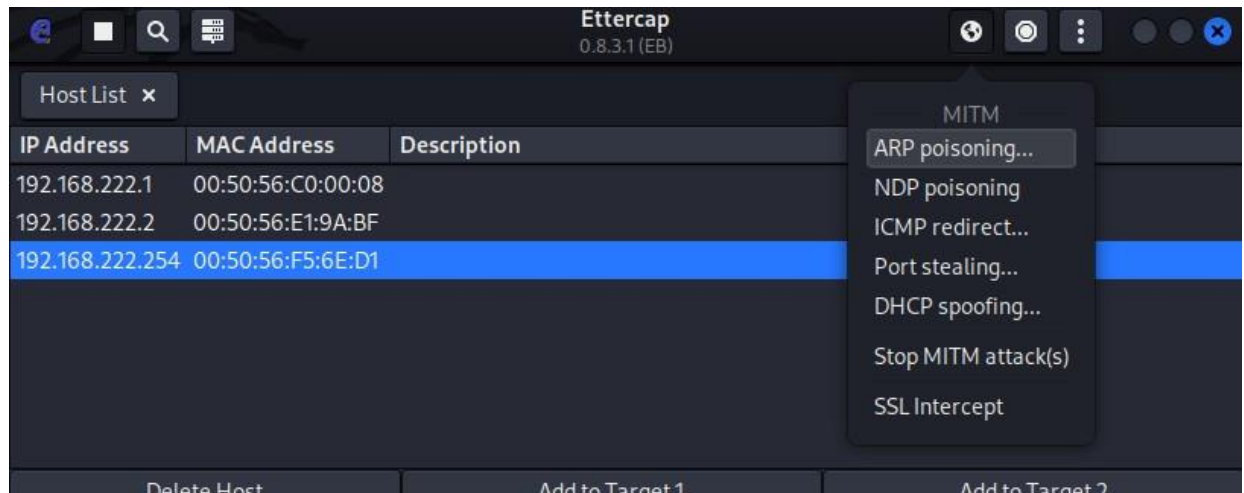 Ettercap
0.8.3.1 (EB)
Host List ×
IP Address MAC Address Description
192.168.222.1 00:50:56:C0:00:08
192.168.222.2 00:50:56:E1:9A:BF
192.168.222.254 00:50:56:F5:6E:D1
MITM
ARP poisoning...
NDP poisoning
ICMP redirect...
Port stealing...
DHCP spoofing...
Stop MITM attack(s)
SSL Intercept
Delete Host Add to Target 1 Add to Target 2